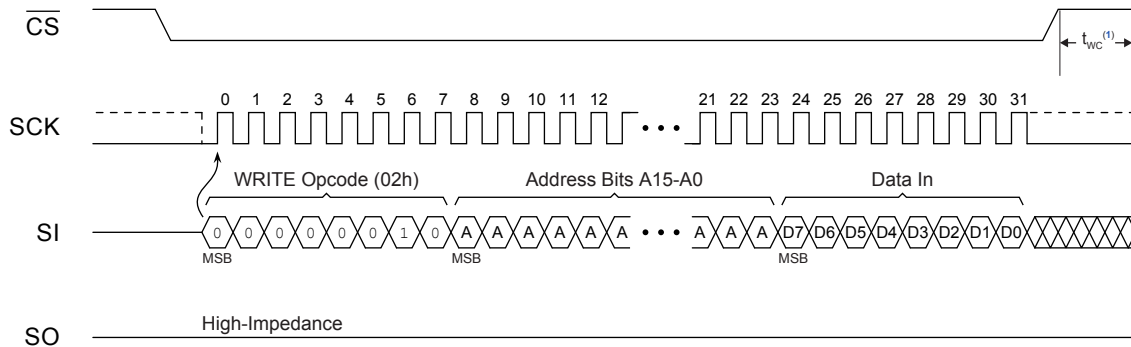 CS
t_WC(1)
SCK
0 1 2 3 4 5 6 7 8 9 10 11 12 21 22 23 24 25 26 27 28 29 30 31
WRITE Opcode (02h) Address Bits A15-A0 Data In
SI
0 0 0 0 0 0 1 0 A A A A A A A A A D7 D6 D5 D4 D3 D2 D1 D0
MSB MSB MSB
High-Impedance
SO